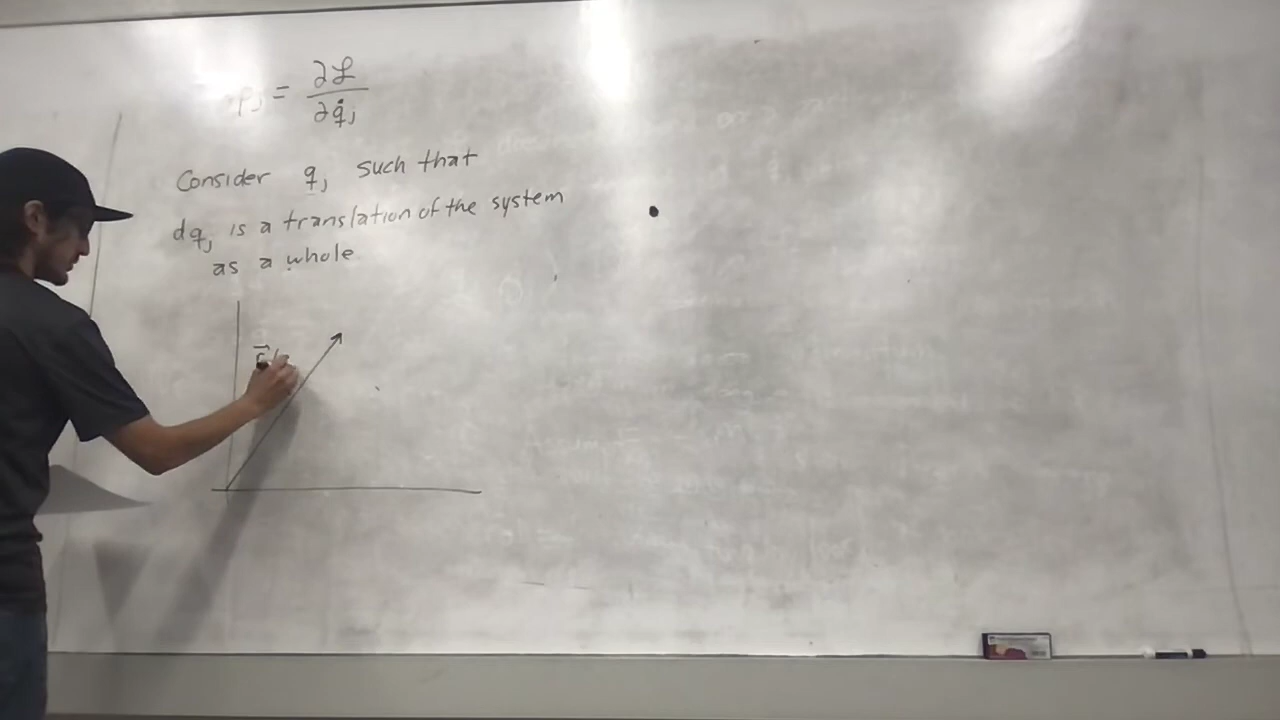 pj = ∂ℒ/∂q̇j
Consider qj such that
dqj is a translation of the system
as a whole
r⃗